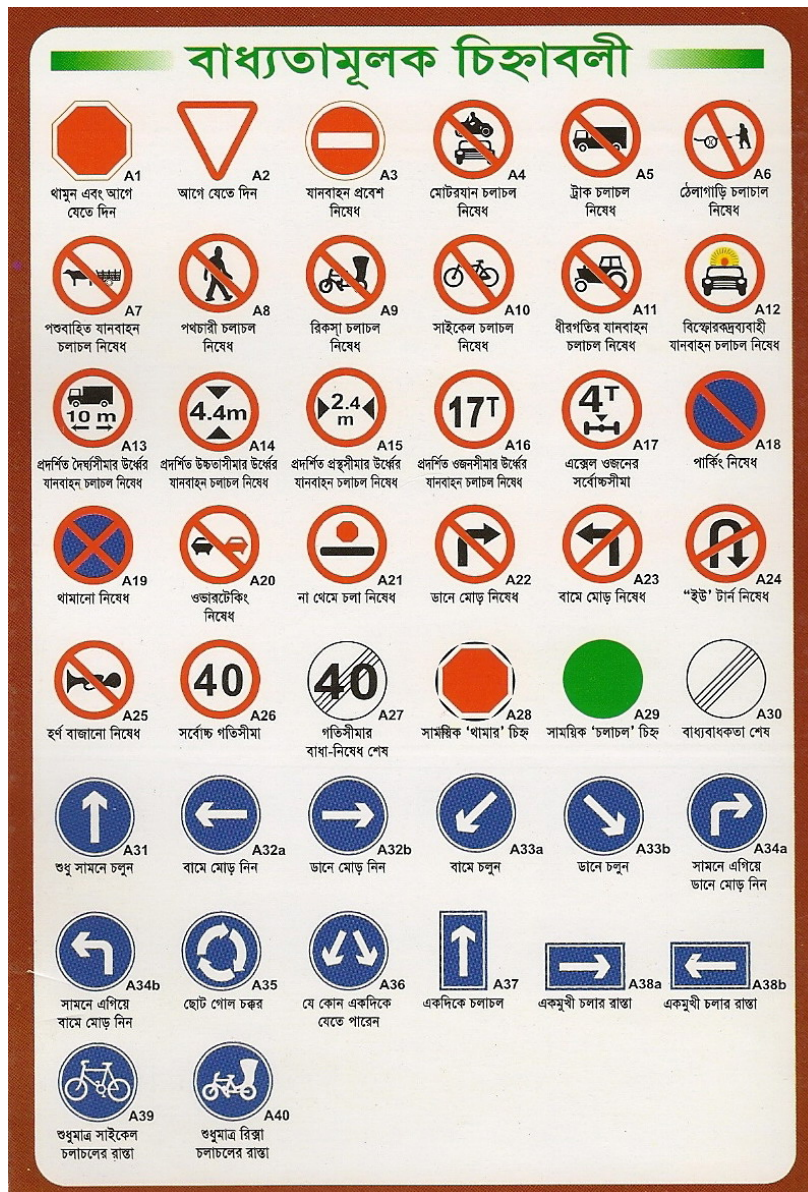 বাধ্যতামূলক চিহ্নাবলী
A1
থামুন এবং আগে
যেতে দিন
A2
আগে যেতে দিন
A3
যানবাহন প্রবেশ
নিষেধ
A4
মোটরযান চলাচল
নিষেধ
A5
ট্রাক চলাচল
নিষেধ
A6
ঠেলাগাড়ি চলাচাল
নিষেধ
A7
পশুবাহিত যানবাহন
চলাচল নিষেধ
A8
পথচারী চলাচল
নিষেধ
A9
রিকসা চলাচল
নিষেধ
A10
সাইকেল চলাচল
নিষেধ
A11
ধীরগতির যানবাহন
চলাচল নিষেধ
A12
বিস্ফোরকদ্রব্যবাহী
যানবাহন চলাচল নিষেধ
10 m
A13
প্রদর্শিত দৈর্ঘ্যসীমার উর্ধ্বের
যানবাহন চলাচল নিষেধ
4.4m
A14
প্রদর্শিত উচ্চতাসীমার উর্ধ্বের
যানবাহন চলাচল নিষেধ
2.4
m
A15
প্রদর্শিত প্রস্থসীমার উর্ধ্বের
যানবাহন চলাচল নিষেধ
17T
A16
প্রদর্শিত ওজনসীমার উর্ধ্বের
যানবাহন চলাচল নিষেধ
4T
A17
এক্সেল ওজনের
সর্বোচ্চসীমা
A18
পার্কিং নিষেধ
A19
থামানো নিষেধ
A20
ওভারটেকিং
নিষেধ
A21
না থেমে চলা নিষেধ
A22
ডানে মোড় নিষেধ
A23
বামে মোড় নিষেধ
A24
“ইউ’ টার্ন নিষেধ
A25
হর্ণ বাজানো নিষেধ
40
A26
সর্বোচ্চ গতিসীমা
40
A27
গতিসীমার
বাধা-নিষেধ শেষ
A28
সাময়িক ‘থামার’ চিহ্ন
A29
সাময়িক ‘চলাচল’ চিহ্ন
A30
বাধ্যবাধকতা শেষ
A31
শুধু সামনে চলুন
A32a
বামে মোড় নিন
A32b
ডানে মোড় নিন
A33a
বামে চলুন
A33b
ডানে চলুন
A34a
সামনে এগিয়ে
ডানে মোড় নিন
A34b
সামনে এগিয়ে
বামে মোড় নিন
A35
ছোট গোল চক্কর
A36
যে কোন একদিকে
যেতে পারেন
A37
একদিকে চলাচল
A38a
একমুখী চলার রাস্তা
A38b
একমুখী চলার রাস্তা
A39
শুধুমাত্র সাইকেল
চলাচলের রাস্তা
A40
শুধুমাত্র রিক্সা
চলাচলের রাস্তা